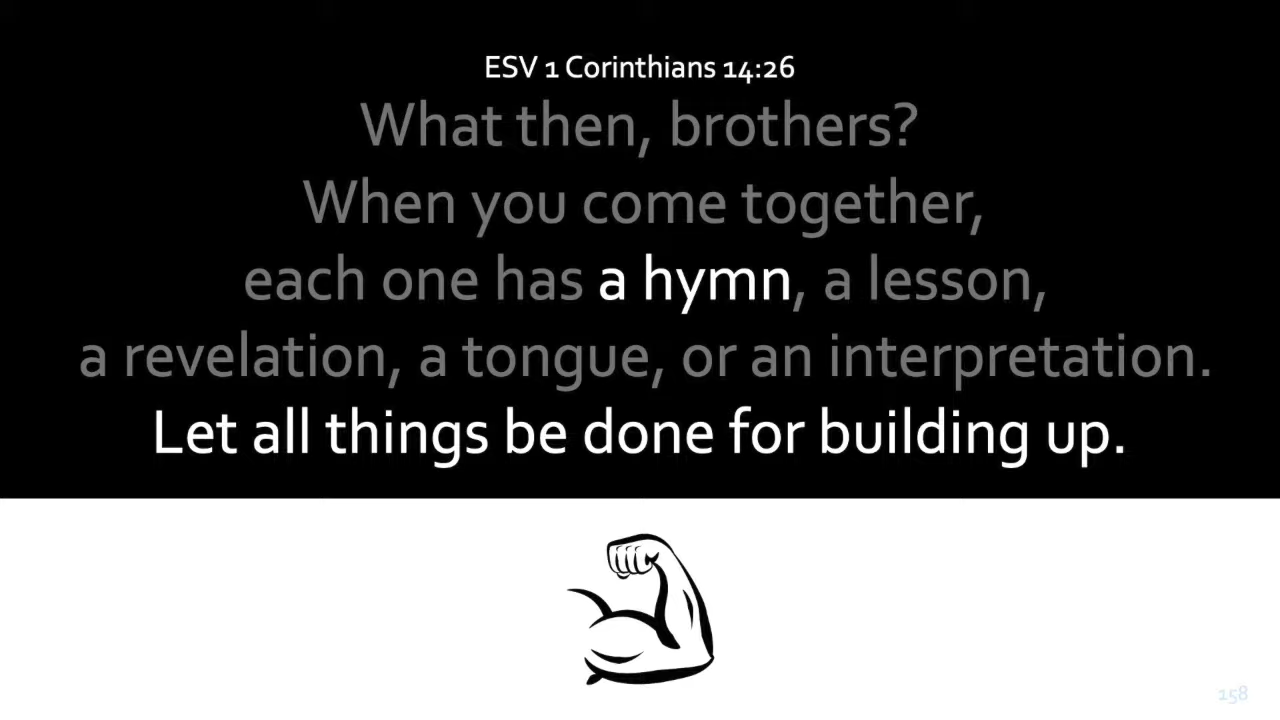 ESV 1 Corinthians 14:26
What then, brothers?
When you come together,
each one has a hymn, a lesson,
a revelation, a tongue, or an interpretation.
Let all things be done for building up.
158